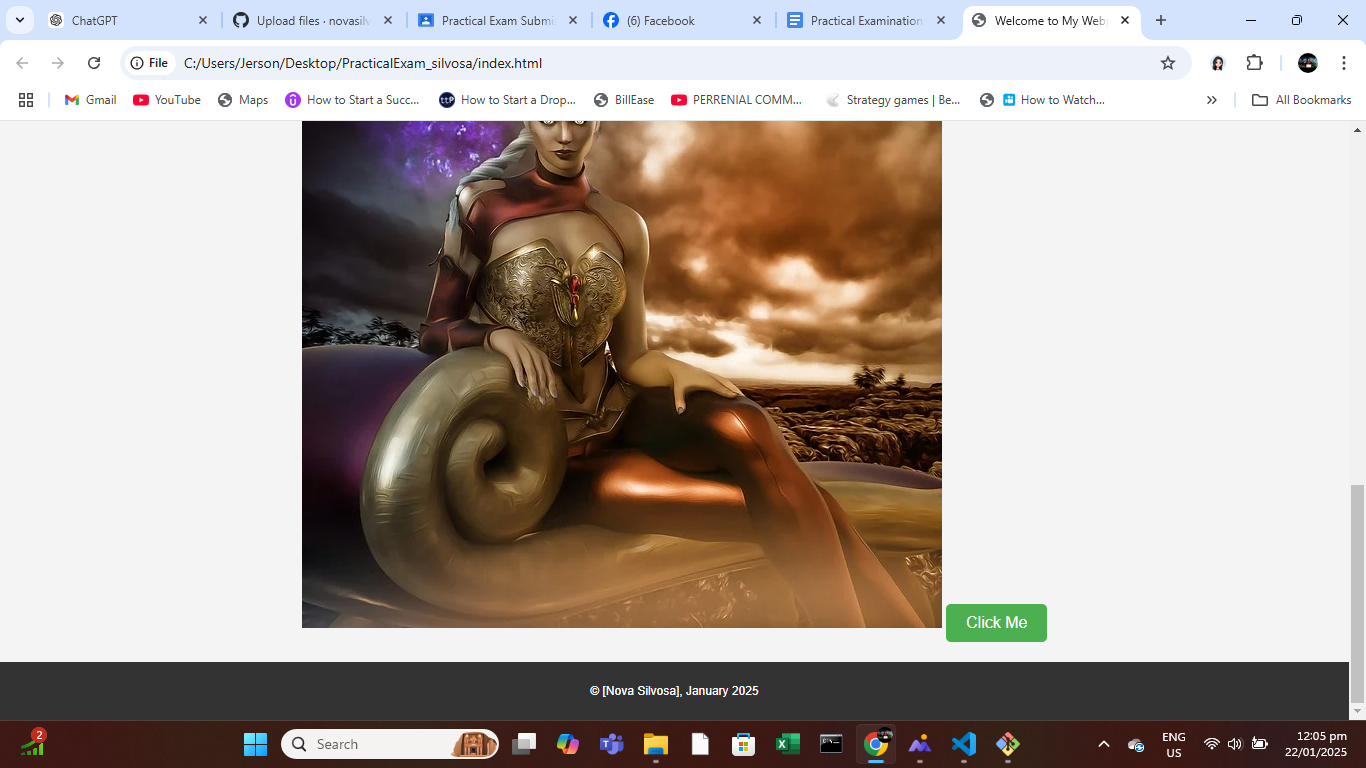 ChatGPT
Upload files · novasilv
Practical Exam Submi
(6) Facebook
Practical Examination
Welcome to My Webp
File
C:/Users/Jerson/Desktop/PracticalExam_silvosa/index.html
Gmail
YouTube
Maps
How to Start a Succ...
ttP
How to Start a Drop...
BillEase
PERRENIAL COMM...
Strategy games | Be...
How to Watch...
All Bookmarks
Click Me
© [Nova Silvosa], January 2025
2
Search
ENG
US
12:05 pm
22/01/2025